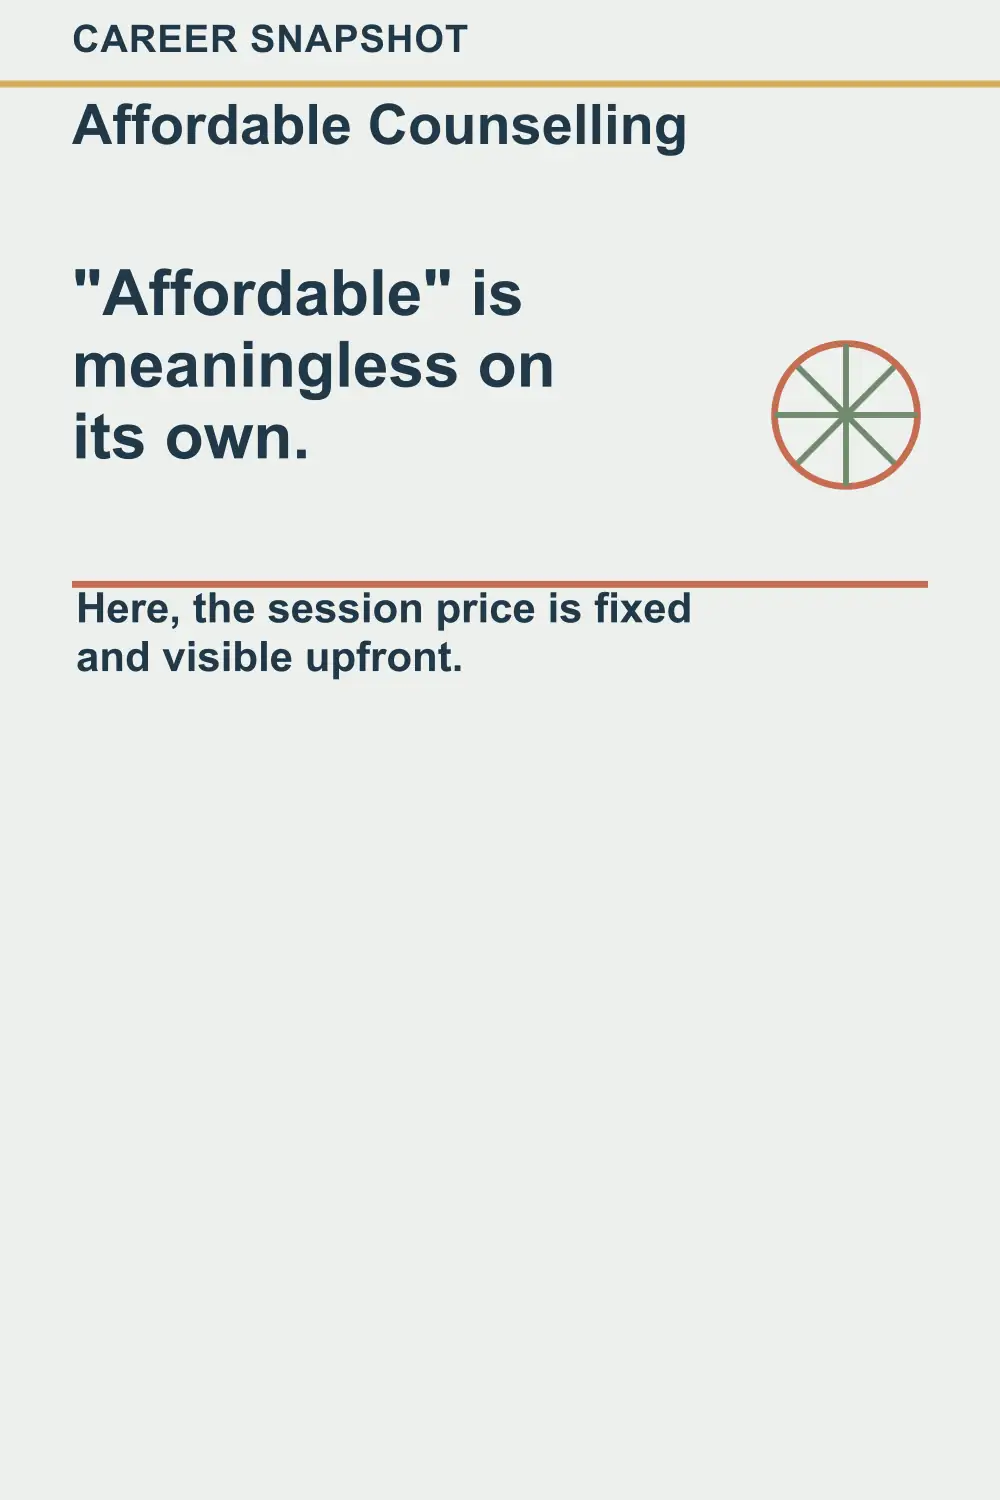 CAREER SNAPSHOT
Affordable Counselling
"Affordable" is
meaningless on
its own.
Here, the session price is fixed
and visible upfront.